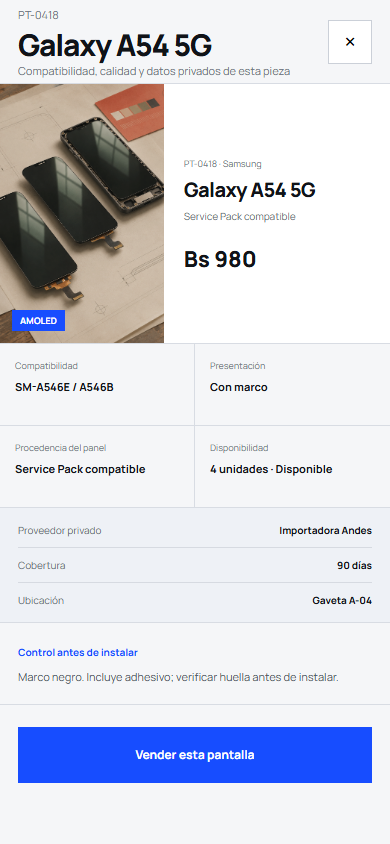 PT-0418
Galaxy A54 5G
×
Compatibilidad, calidad y datos privados de esta pieza
PT-0418 · Samsung
Galaxy A54 5G
Service Pack compatible
Bs 980
AMOLED
Compatibilidad
SM-A546E / A546B
Presentación
Con marco
Procedencia del panel
Service Pack compatible
Disponibilidad
4 unidades · Disponible
Proveedor privado
Importadora Andes
Cobertura
90 días
Ubicación
Gaveta A-04
Control antes de instalar
Marco negro. Incluye adhesivo; verificar huella antes de instalar.
Vender esta pantalla